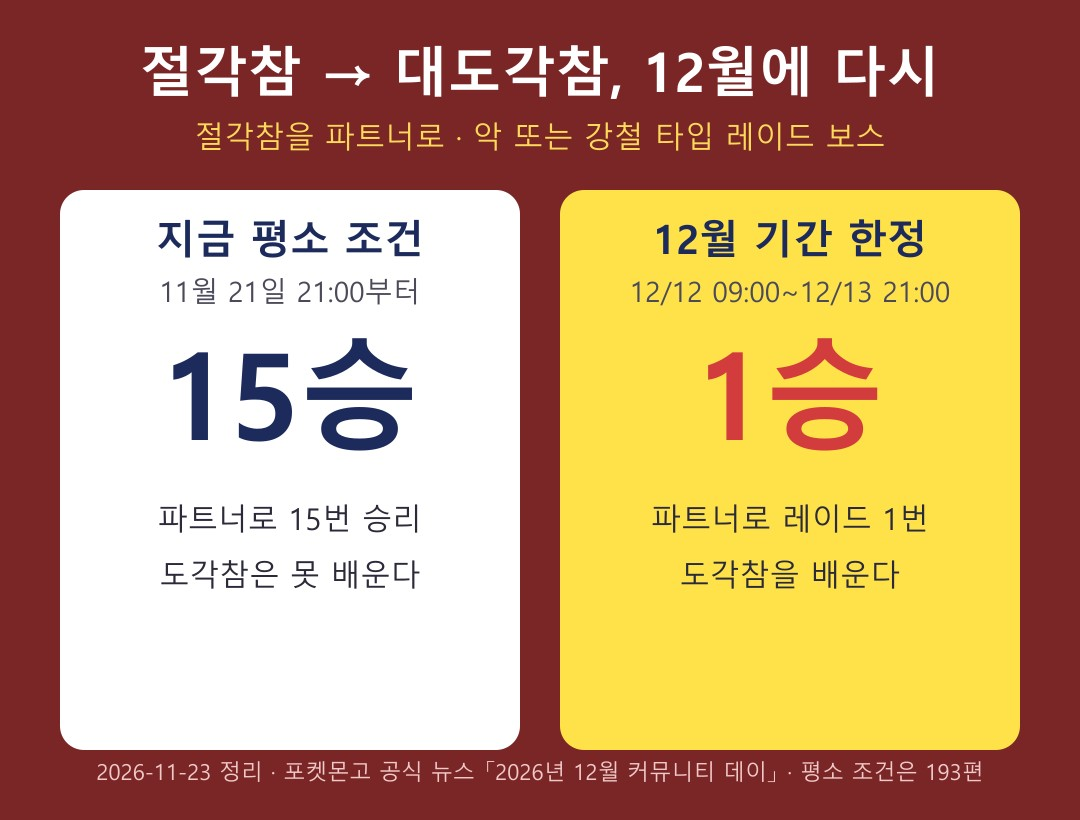 절각참 → 대도각참, 12월에 다시
절각참을 파트너로 · 악 또는 강철 타입 레이드 보스
지금 평소 조건
11월 21일 21:00부터
15승
파트너로 15번 승리
도각참은 못 배운다
12월 기간 한정
12/12 09:00~12/13 21:00
1승
파트너로 레이드 1번
도각참을 배운다
2026-11-23 정리 · 포켓몬고 공식 뉴스 「2026년 12월 커뮤니티 데이」 · 평소 조건은 193편